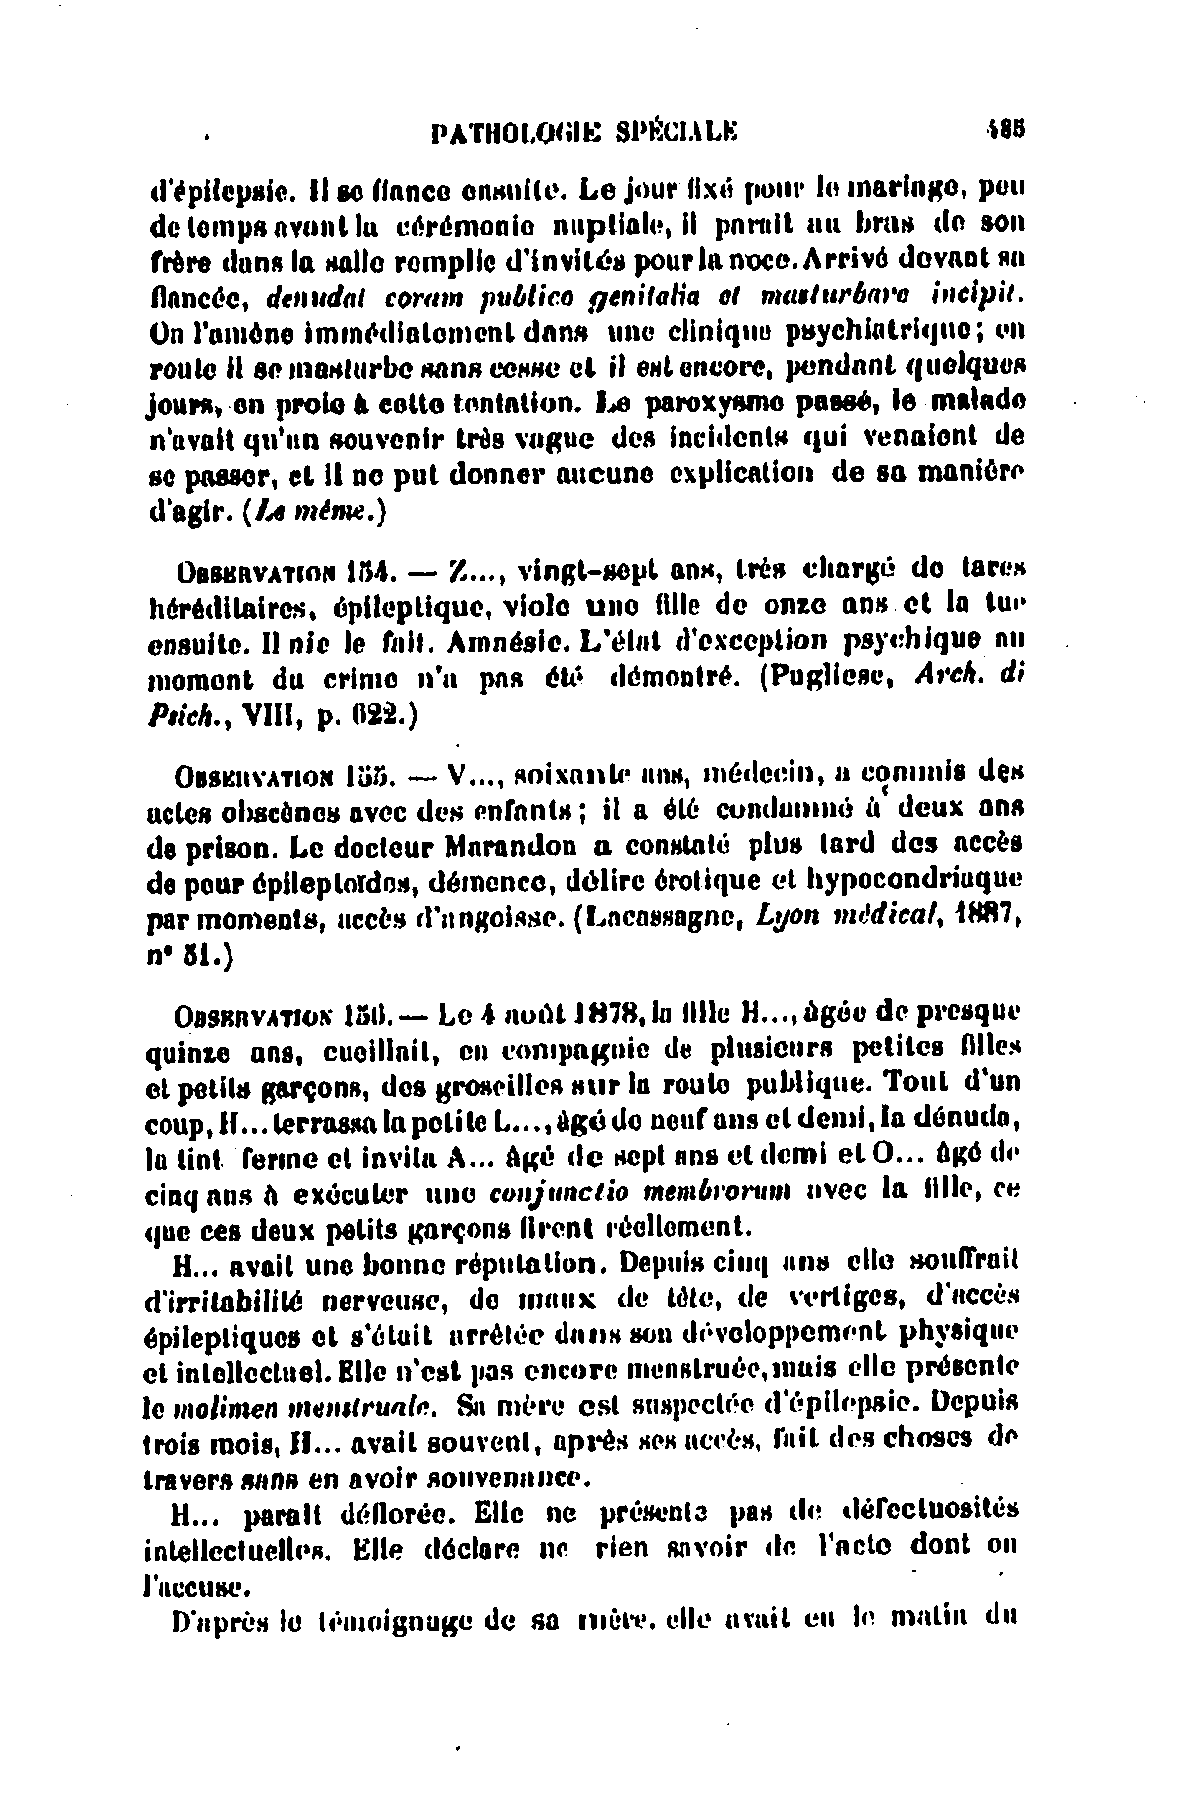 PATHOLOGIE SPÉCIALE 485
d'épilepsie. Il se fiance ensuite. Le jour fixé pour le mariage, peu
de temps avant la cérémonie nuptiale, il paraît au bras de son
frère dans la salle remplie d'invités pour la noce. Arrivé devant sa
fiancée, denudat coram publico genitalia et masturbare incipit.
On l'amène immédiatement dans une clinique psychiatrique; en
route il se masturbe sans cesse et il est encore, pendant quelques
jours, en proie à cette tentation. Le paroxysme passé, le malade
n'avait qu'un souvenir très vague des incidents qui venaient de
se passer, et il ne put donner aucune explication de sa manière
d'agir. (Le même.)
OBSERVATION 154. — Z..., vingt-sept ans, très chargé de tares
héréditaires, épileptique, viole une fille de onze ans et la tue
ensuite. Il nie le fait. Amnésie. L'état d'exception psychique au
moment du crime n'a pas été démontré. (Pugliese, Arch. di
Psich., VIII, p. 622.)
OBSERVATION 155. — V..., soixante ans, médecin, a commis des
actes obscènes avec des enfants; il a été condamné à deux ans
de prison. Le docteur Marandon a constaté plus tard des accès
de peur épileptoïdes, démence, délire érotique et hypocondriaque
par moments, accès d'angoisse. (Lacassagne, Lyon médical, 1887,
n° 51.)
OBSERVATION 156. — Le 4 août 1878, la fille H..., âgée de presque
quinze ans, cueillait, en compagnie de plusieurs petites filles
et petits garçons, des groseilles sur la route publique. Tout d'un
coup, H... terrassa la petite L..., âgé de neuf ans et demi, la dénuda,
la tint ferme et invita A... âgé de sept ans et demi et O... âgé de
cinq ans à exécuter une conjunctio membrorum avec la fille, ce
que ces deux petits garçons firent réellement.
H... avait une bonne réputation. Depuis cinq ans elle souffrait
d'irritabilité nerveuse, de maux de tête, de vertiges, d'accès
épileptiques et s'était arrêtée dans son développement physique
et intellectuel. Elle n'est pas encore menstruée, mais elle présente
le molimen menstruale. Sa mère est suspectée d'épilepsie. Depuis
trois mois, H... avait souvent, après ses accès, fait des choses de
travers sans en avoir souvenance.
H... paraît déflorée. Elle ne présente pas de défectuosités
intellectuelles. Elle déclare ne rien savoir de l'acte dont on
l'accuse.
D'après le témoignage de sa mère, elle avait eu le matin du